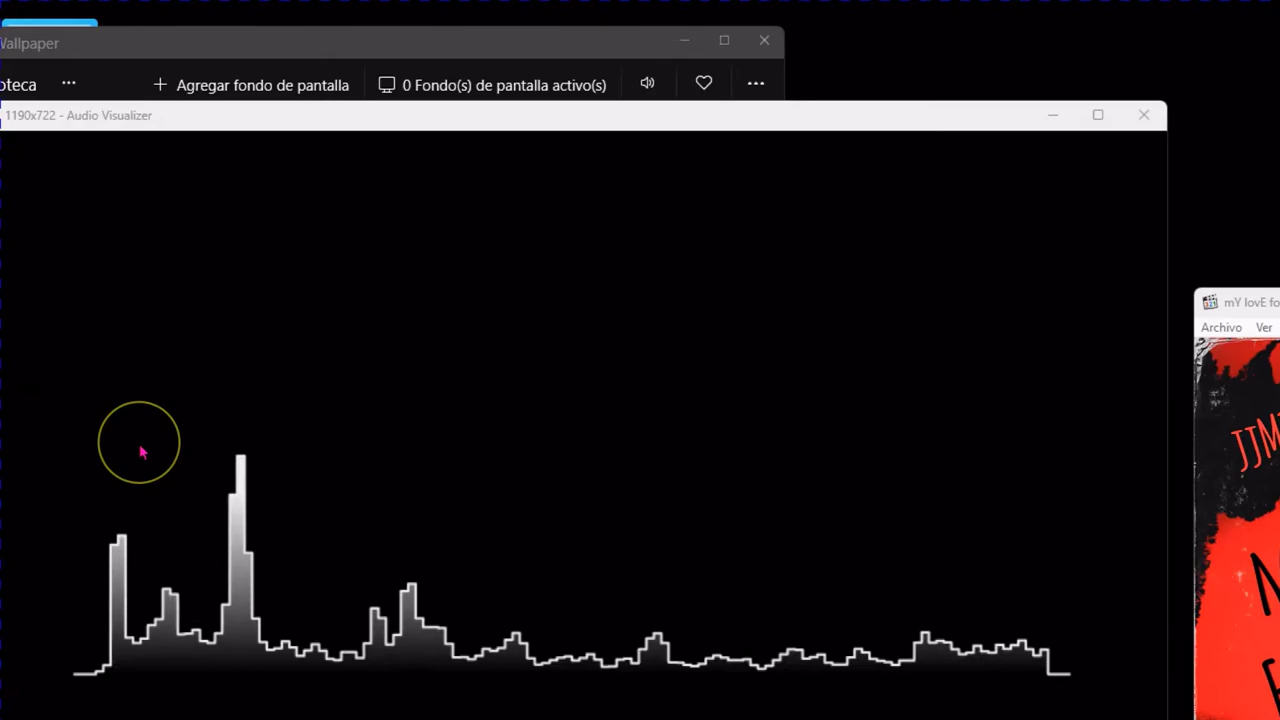 Wallpaper
oteca ··· + Agregar fondo de pantalla 0 Fondo(s) de pantalla activo(s) ···
1190x722 - Audio Visualizer
mY lovE fo
Archivo Ver
JJM